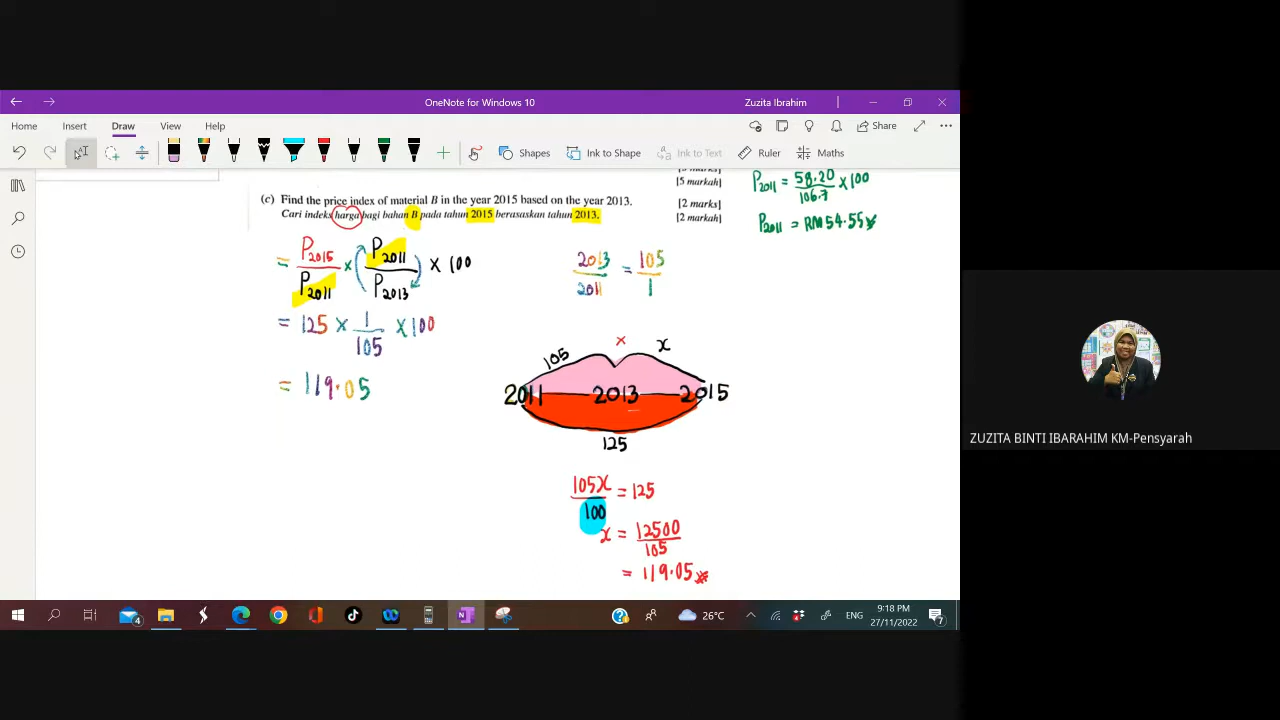 OneNote for Windows 10
Zuzita Ibrahim
Home Insert Draw View Help
Share
Shapes Ink to Shape Ink to Text Ruler Maths
[5 markah]
P2011 = 58.20/106.7 × 100
P2011 = RM 54.55
(c) Find the price index of material B in the year 2015 based on the year 2013.
[2 marks]
Cari indeks harga bagi bahan B pada tahun 2015 berasaskan tahun 2013.
[2 markah]
= P2015/P2011 × P2011/P2013 × 100
= 125 × 1/105 × 100
= 119.05
2013/2011 = 105/1
105 × x
2011 2013 2015
125
105x/100 = 125
x = 12500/105
= 119.05
ZUZITA BINTI IBARAHIM KM-Pensyarah
4
26°C
ENG
9:18 PM
27/11/2022
7